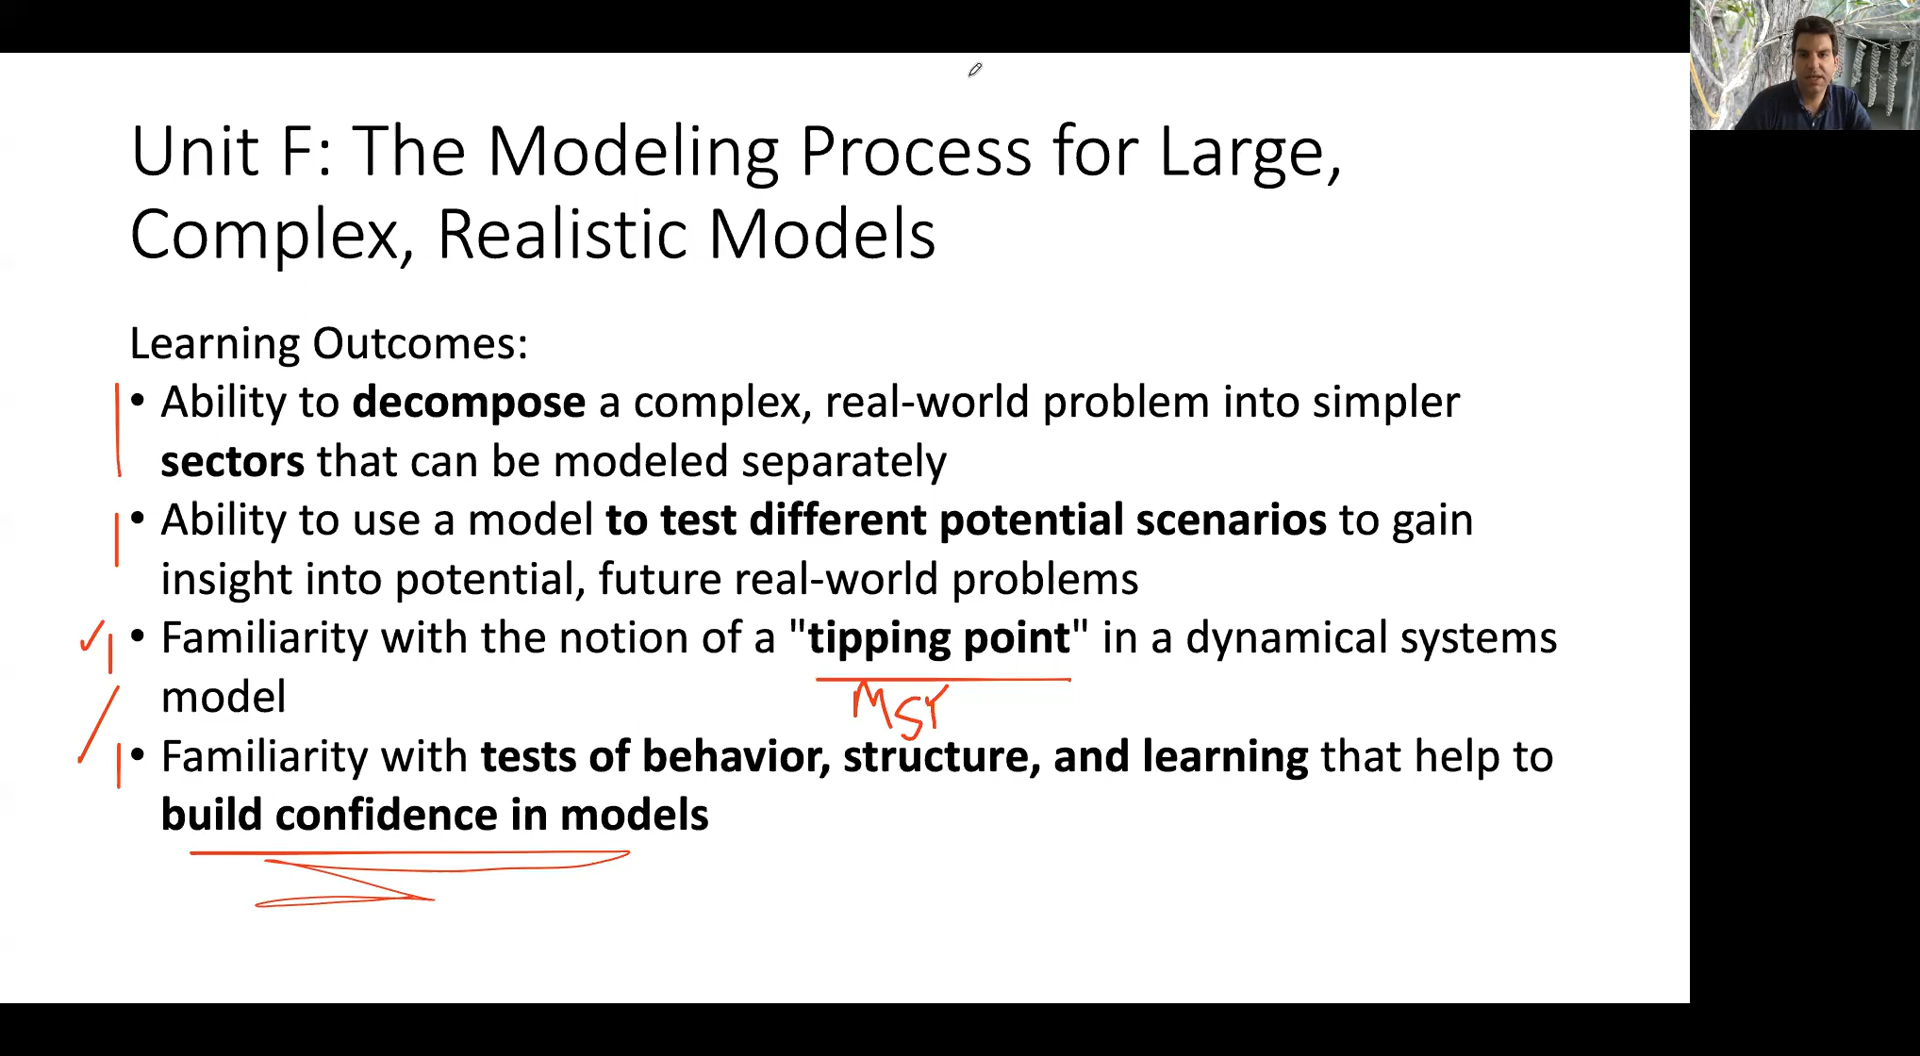 Unit F: The Modeling Process for Large,
Complex, Realistic Models
Learning Outcomes:
• Ability to decompose a complex, real-world problem into simpler
sectors that can be modeled separately
• Ability to use a model to test different potential scenarios to gain
insight into potential, future real-world problems
• Familiarity with the notion of a "tipping point" in a dynamical systems
model
MSY
• Familiarity with tests of behavior, structure, and learning that help to
build confidence in models